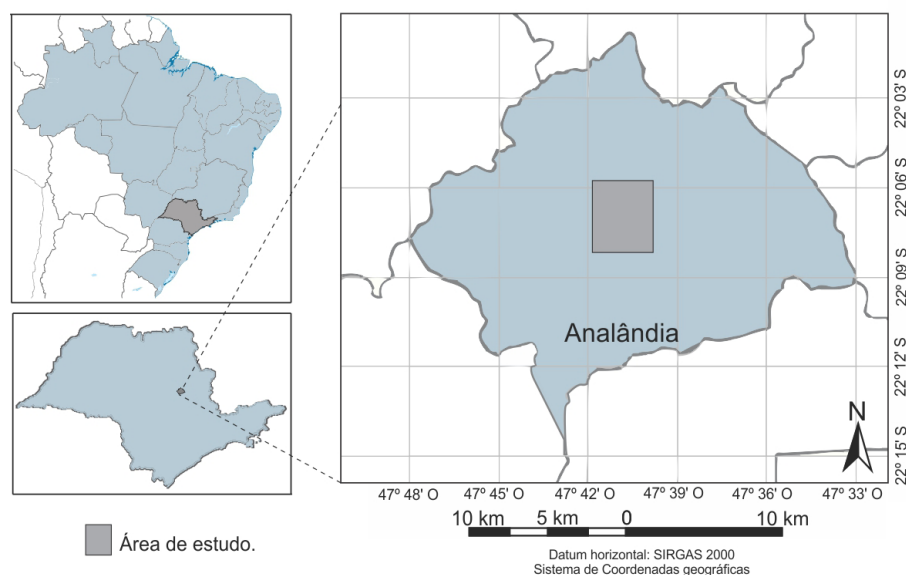 22º 03' S
22º 06' S
22º 09' S
Analândia
22º 12' S
N
22º 15' S
47º 48' O 47º 45' O 47º 42' O 47º 39' O 47º 36' O 47º 33' O
10 km 5 km 0 10 km
Área de estudo.
Datum horizontal: SIRGAS 2000
Sistema de Coordenadas geográficas